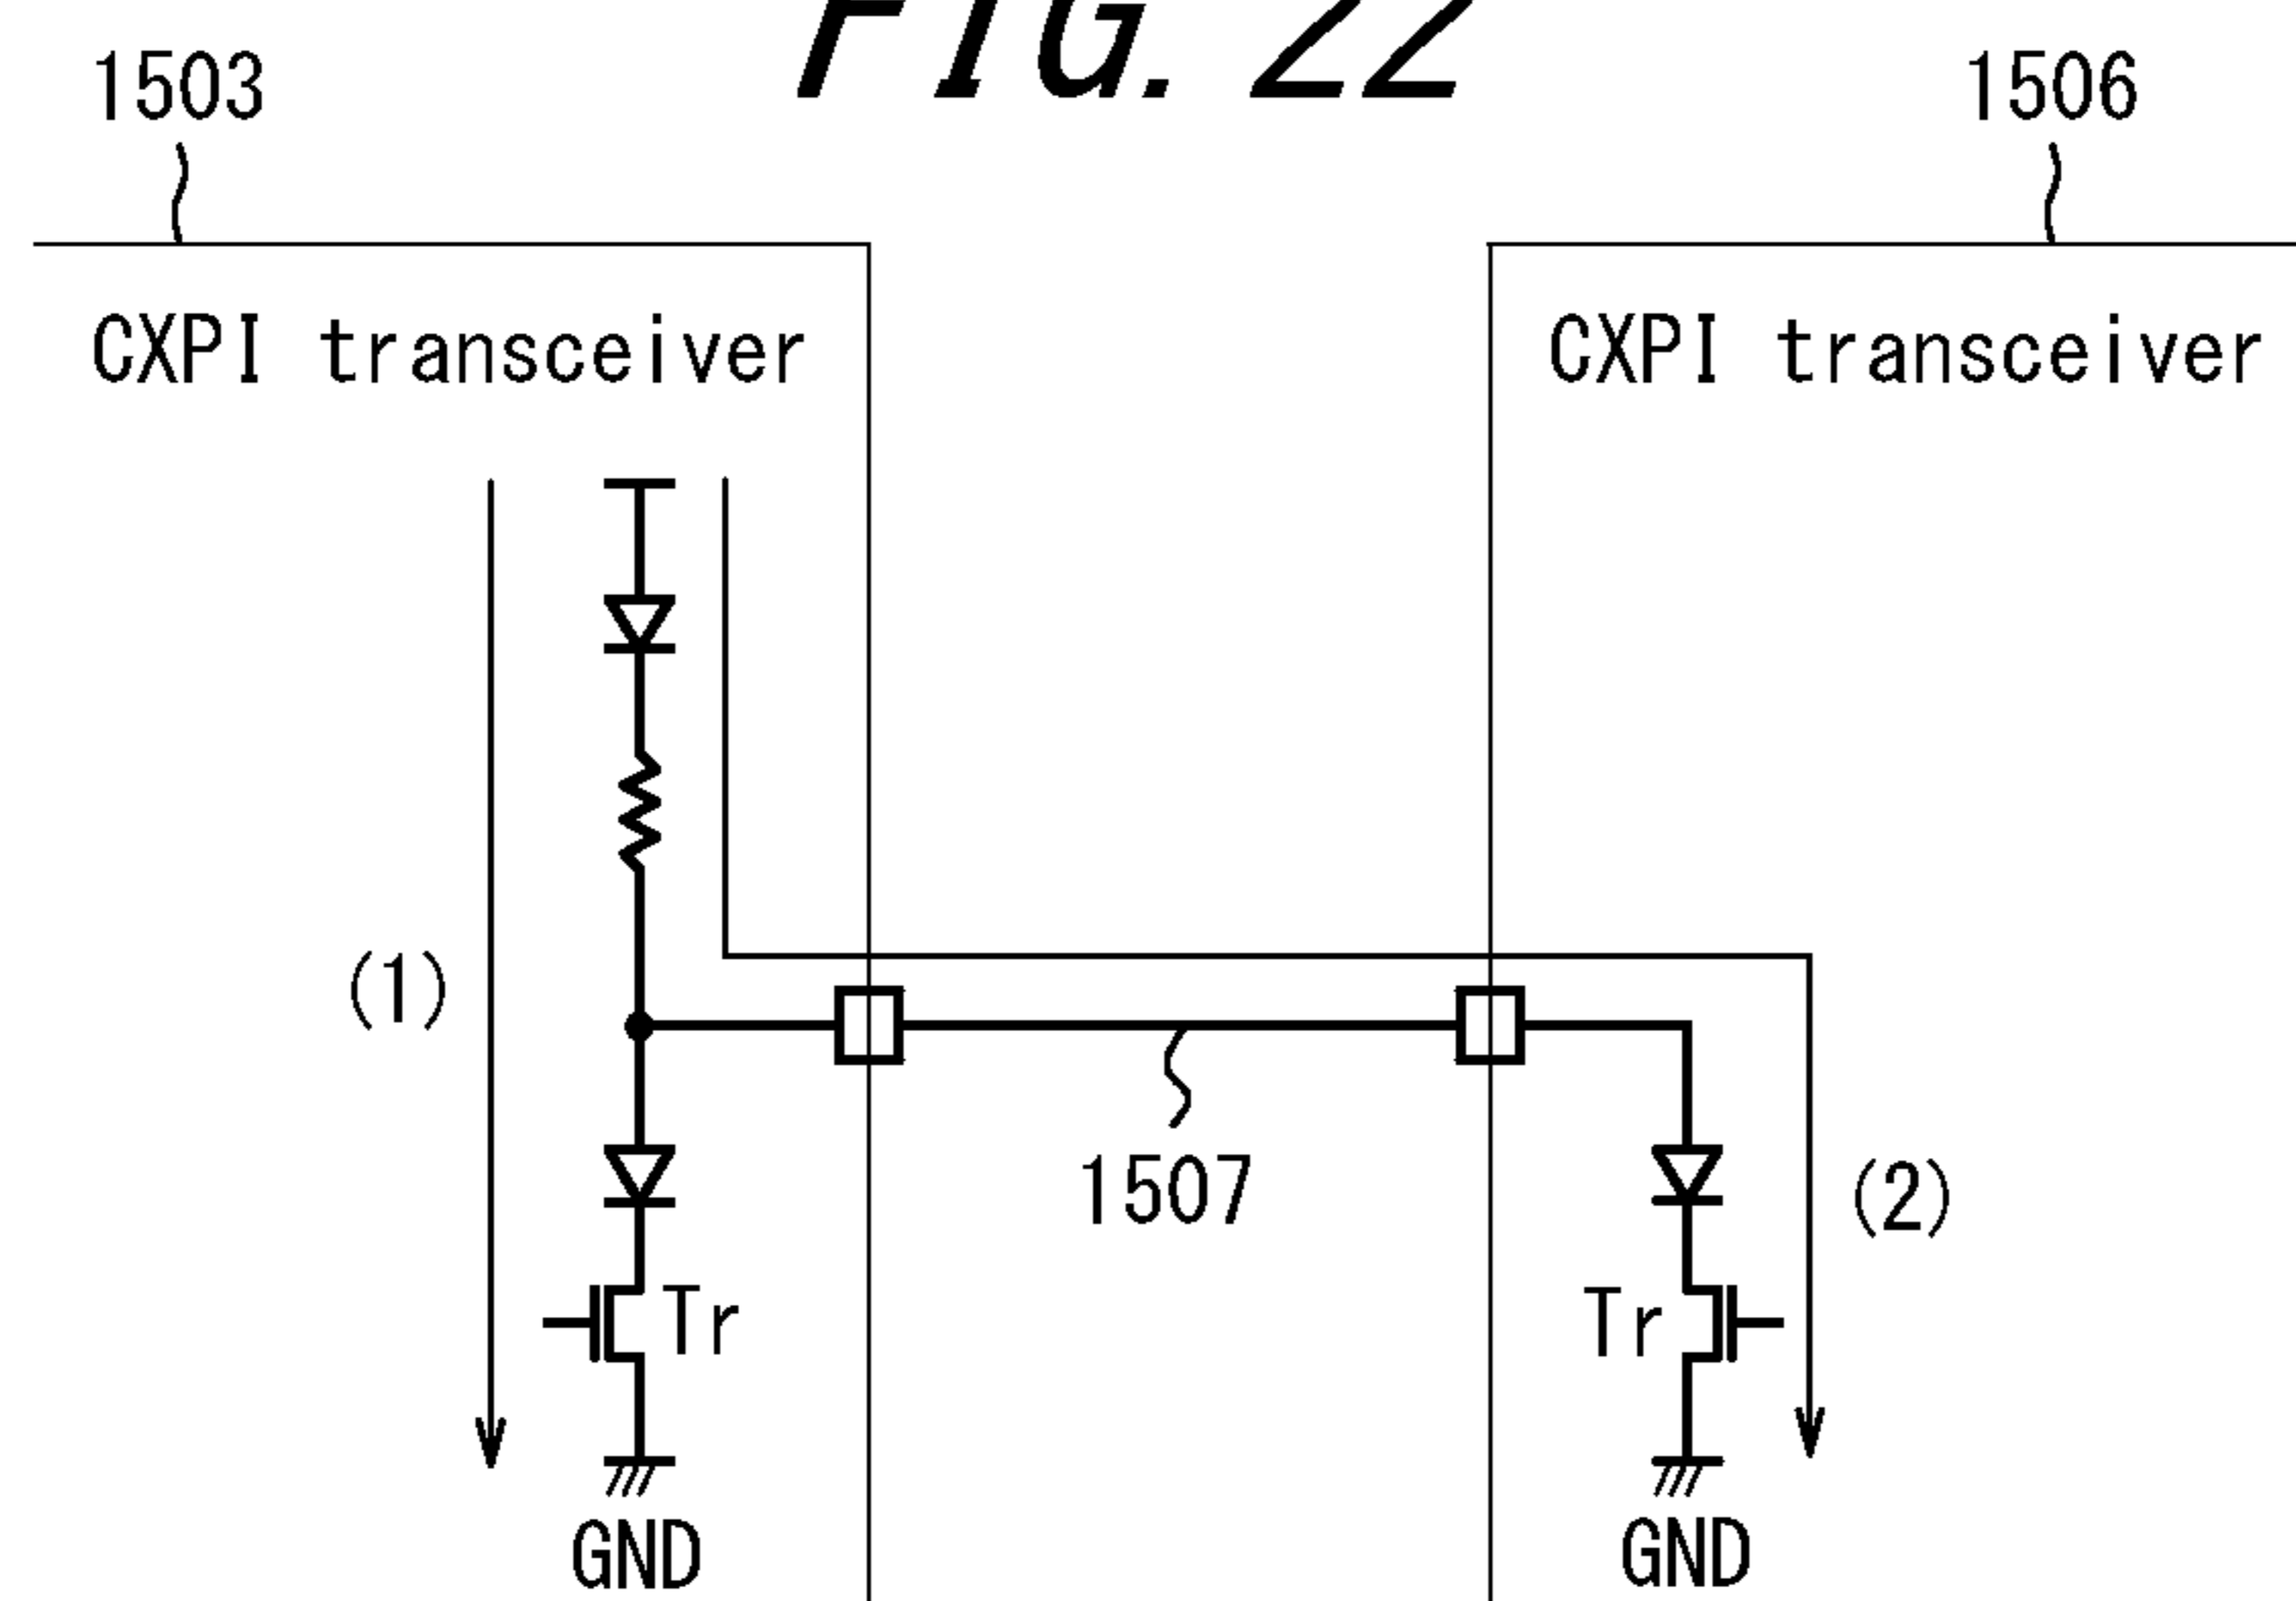 FIG. 22
1503
1506
CXPI transceiver
CXPI transceiver
(1)
1507
(2)
Tr
Tr
GND
GND